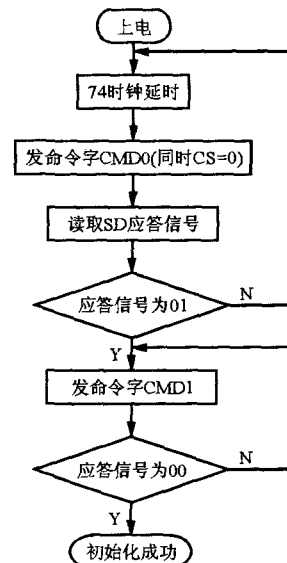 上电
74时钟延时
发命令字CMD0(同时CS=0)
读取SD应答信号
应答信号为01
N
Y
发命令字CMD1
应答信号为00
N
Y
初始化成功